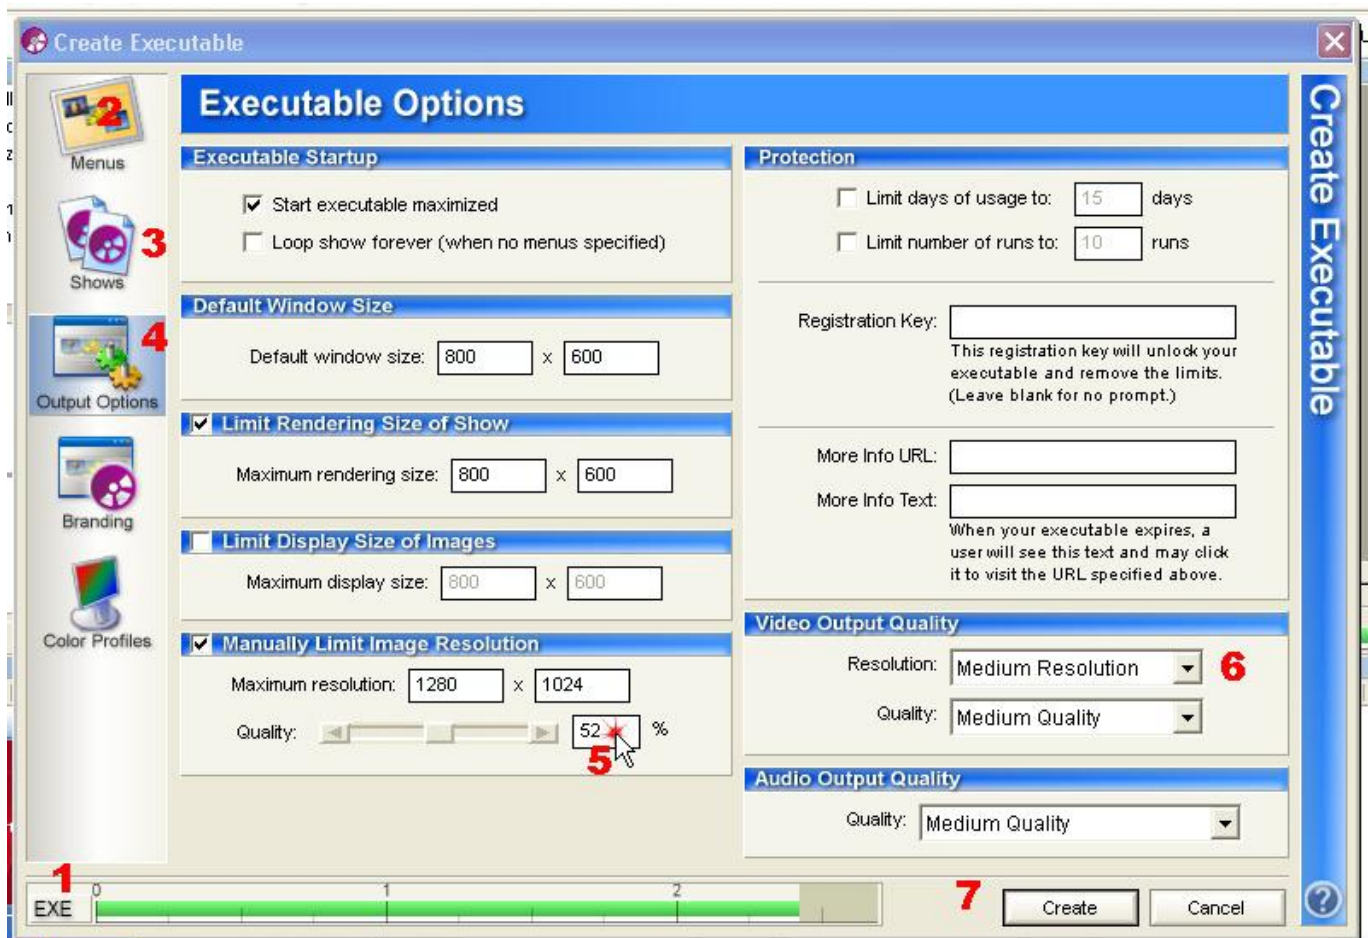 Create Executable
2
Menus
3
Shows
4
Output Options
Branding
Color Profiles
Executable Options
Executable Startup
Start executable maximized
Loop show forever (when no menus specified)
Default Window Size
Default window size: 800 x 600
Limit Rendering Size of Show
Maximum rendering size: 800 x 600
Limit Display Size of Images
Maximum display size: 800 x 600
Manually Limit Image Resolution
Maximum resolution: 1280 x 1024
Quality: 52 %
5
Protection
Limit days of usage to: 15 days
Limit number of runs to: 10 runs
Registration Key:
This registration key will unlock your
executable and remove the limits.
(Leave blank for no prompt.)
More Info URL:
More Info Text:
When your executable expires, a
user will see this text and may click
it to visit the URL specified above.
Video Output Quality
Resolution: Medium Resolution 6
Quality: Medium Quality
Audio Output Quality
Quality: Medium Quality
Create Executable
?
1
EXE
0 1 2
7
Create Cancel